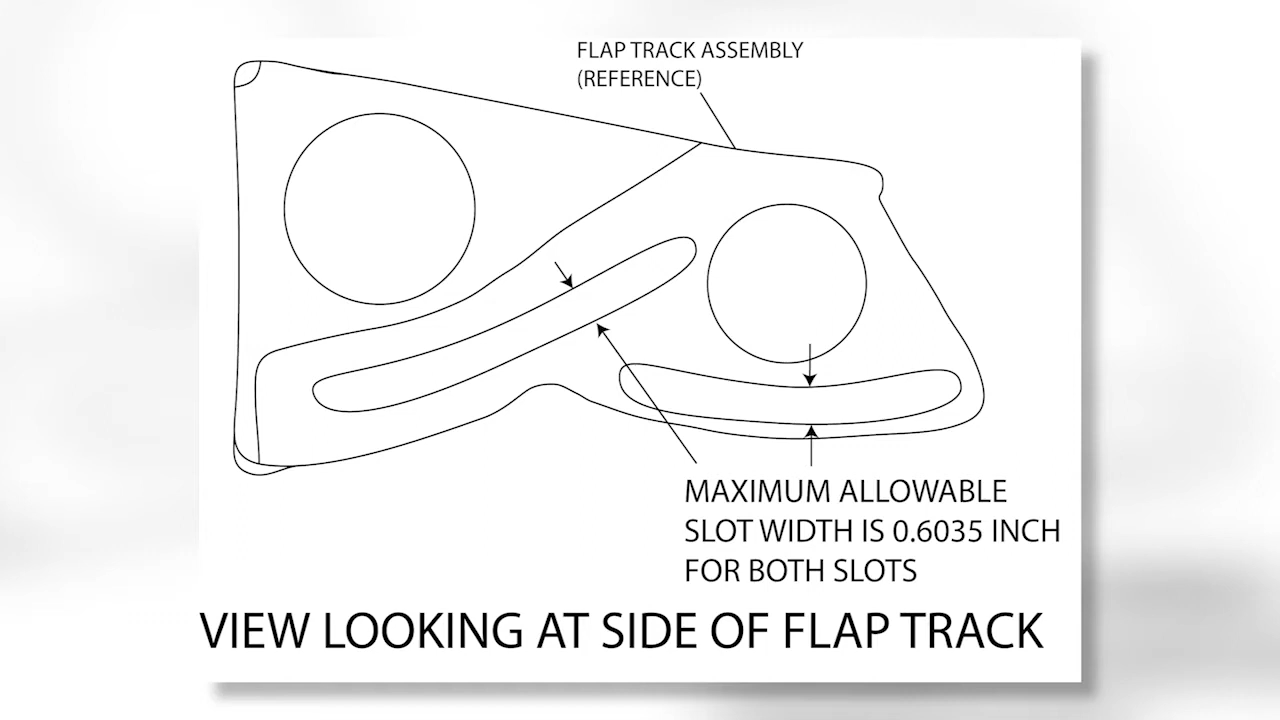 FLAP TRACK ASSEMBLY
(REFERENCE)
MAXIMUM ALLOWABLE
SLOT WIDTH IS 0.6035 INCH
FOR BOTH SLOTS
VIEW LOOKING AT SIDE OF FLAP TRACK